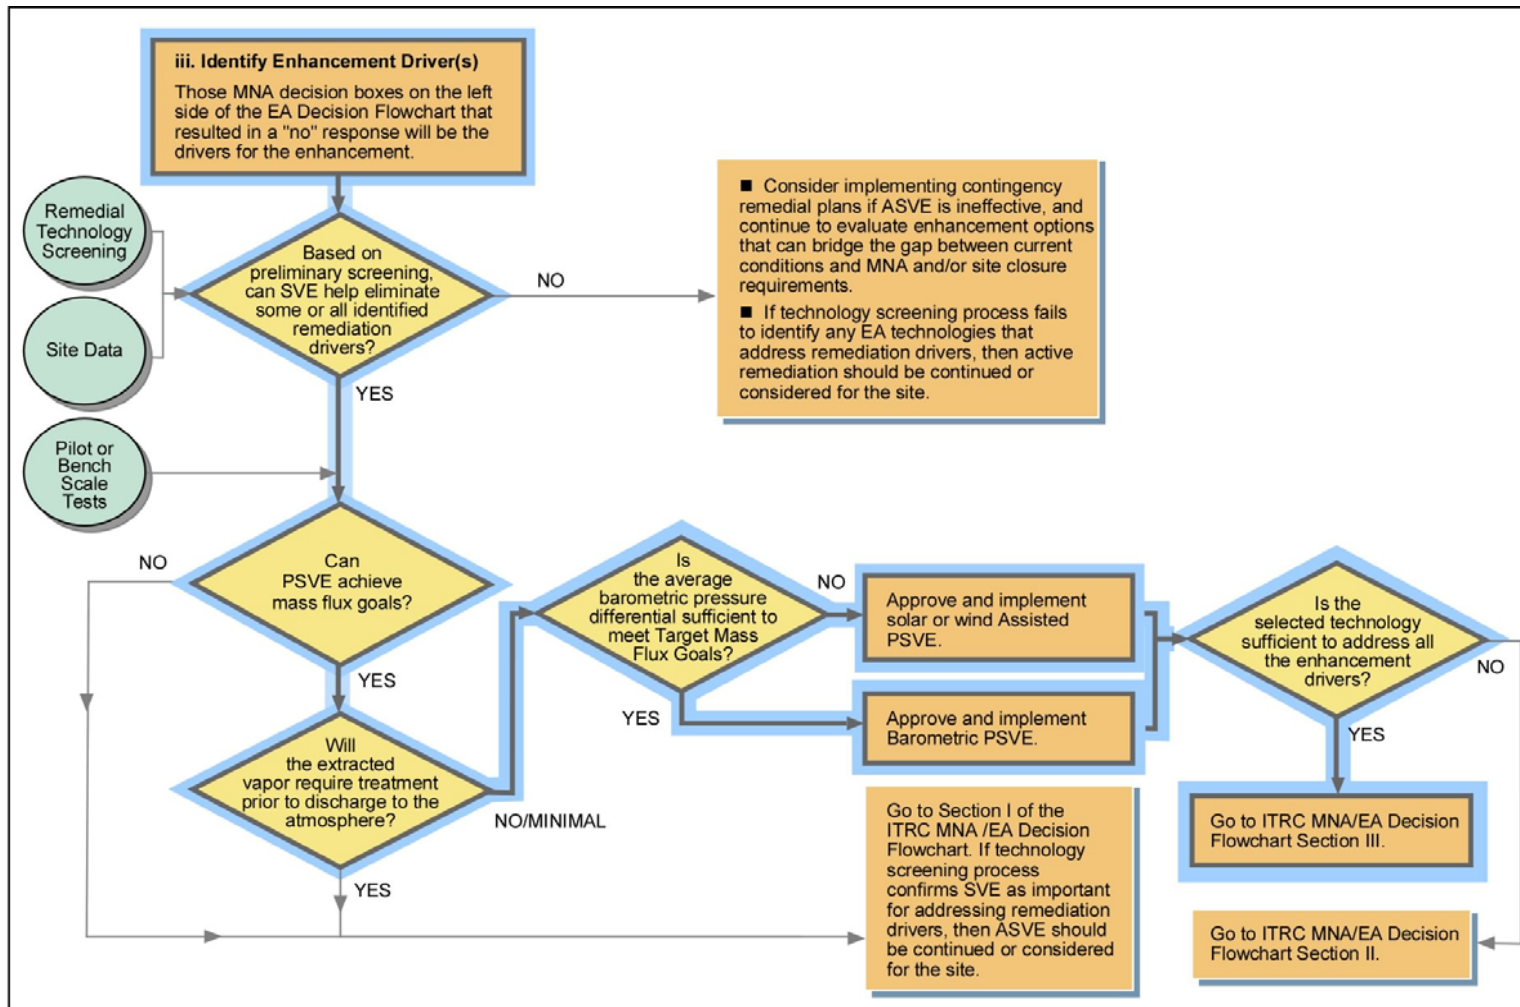 iii. Identify Enhancement Driver(s)
Those MNA decision boxes on the left
side of the EA Decision Flowchart that
resulted in a "no" response will be the
drivers for the enhancement.
Remedial
Technology
Screening
Site Data
Pilot or
Bench
Scale
Tests
Based on
preliminary screening,
can SVE help eliminate
some or all identified
remediation
drivers?
NO
YES
■ Consider implementing contingency
remedial plans if ASVE is ineffective, and
continue to evaluate enhancement options
that can bridge the gap between current
conditions and MNA and/or site closure
requirements.
■ If technology screening process fails
to identify any EA technologies that
address remediation drivers, then active
remediation should be continued or
considered for the site.
Can
PSVE achieve
mass flux goals?
NO
YES
Will
the extracted
vapor require treatment
prior to discharge to the
atmosphere?
NO/MINIMAL
YES
Is
the average
barometric pressure
differential sufficient to
meet Target Mass
Flux Goals?
NO
YES
Approve and implement
solar or wind Assisted
PSVE.
Approve and implement
Barometric PSVE.
Go to Section I of the
ITRC MNA /EA Decision
Flowchart. If technology
screening process
confirms SVE as important
for addressing remediation
drivers, then ASVE should
be continued or considered
for the site.
Is the
selected technology
sufficient to address all
the enhancement
drivers?
NO
YES
Go to ITRC MNA/EA Decision
Flowchart Section III.
Go to ITRC MNA/EA Decision
Flowchart Section II.